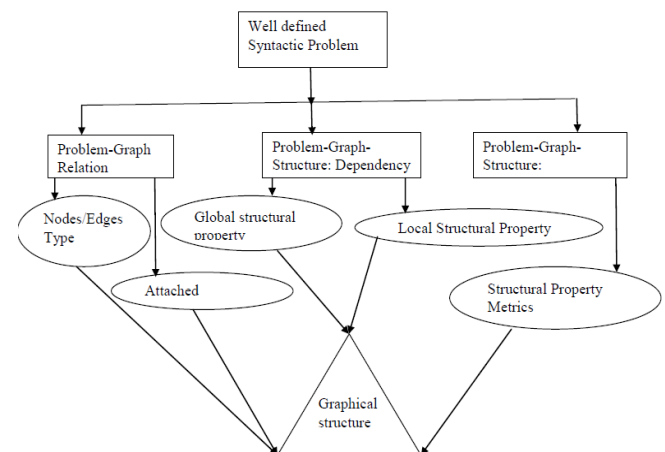 Well defined
Syntactic Problem
Problem-Graph
Relation
Problem-Graph-
Structure: Dependency
Problem-Graph-
Structure:
Nodes/Edges
Type
Global structural
property
Local Structural Property
Attached
Structural Property
Metrics
Graphical
structure